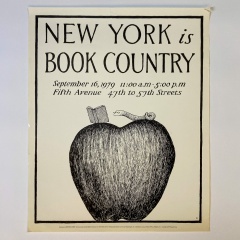 NEW YORK is
BOOK COUNTRY
September 16, 1979 11:00 a.m-5:00 p.m
Fifth Avenue 47th to 57th Streets